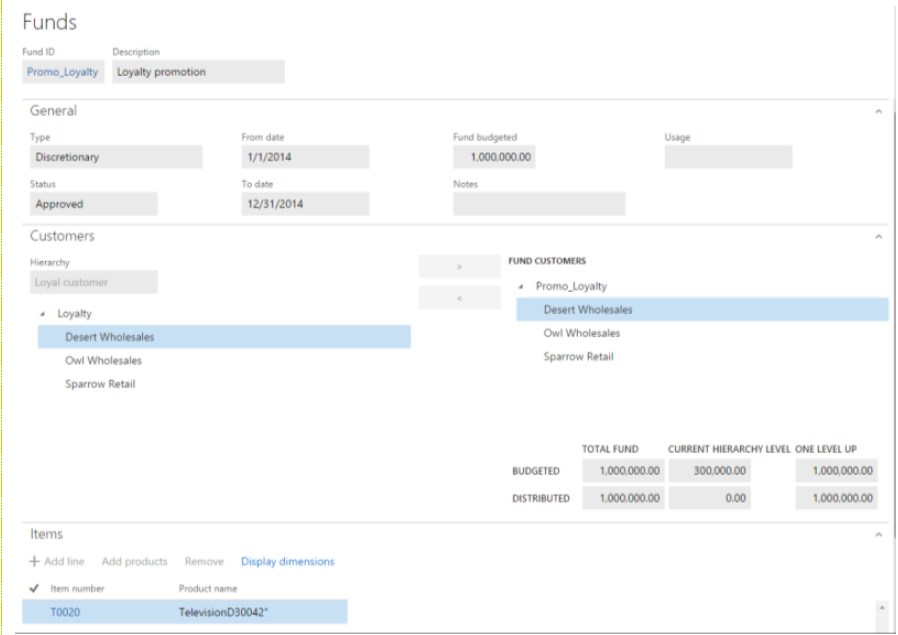 Funds
Fund ID Description
Promo_Loyalty Loyalty promotion
General
Type From date Fund budgeted Usage
Discretionary 1/1/2014 1,000,000.00
Status To date Notes
Approved 12/31/2014
Customers
Hierarchy > FUND CUSTOMERS
Loyal customer Promo_Loyalty
< Desert Wholesales
Loyalty Owl Wholesales
Desert Wholesales Sparrow Retail
Owl Wholesales
Sparrow Retail
TOTAL FUND CURRENT HIERARCHY LEVEL ONE LEVEL UP
BUDGETED 1,000,000.00 300,000.00 1,000,000.00
DISTRIBUTED 1,000,000.00 0.00 1,000,000.00
Items
+ Add line Add products Remove Display dimensions
✓ Item number Product name
T0020 TelevisionD30042"